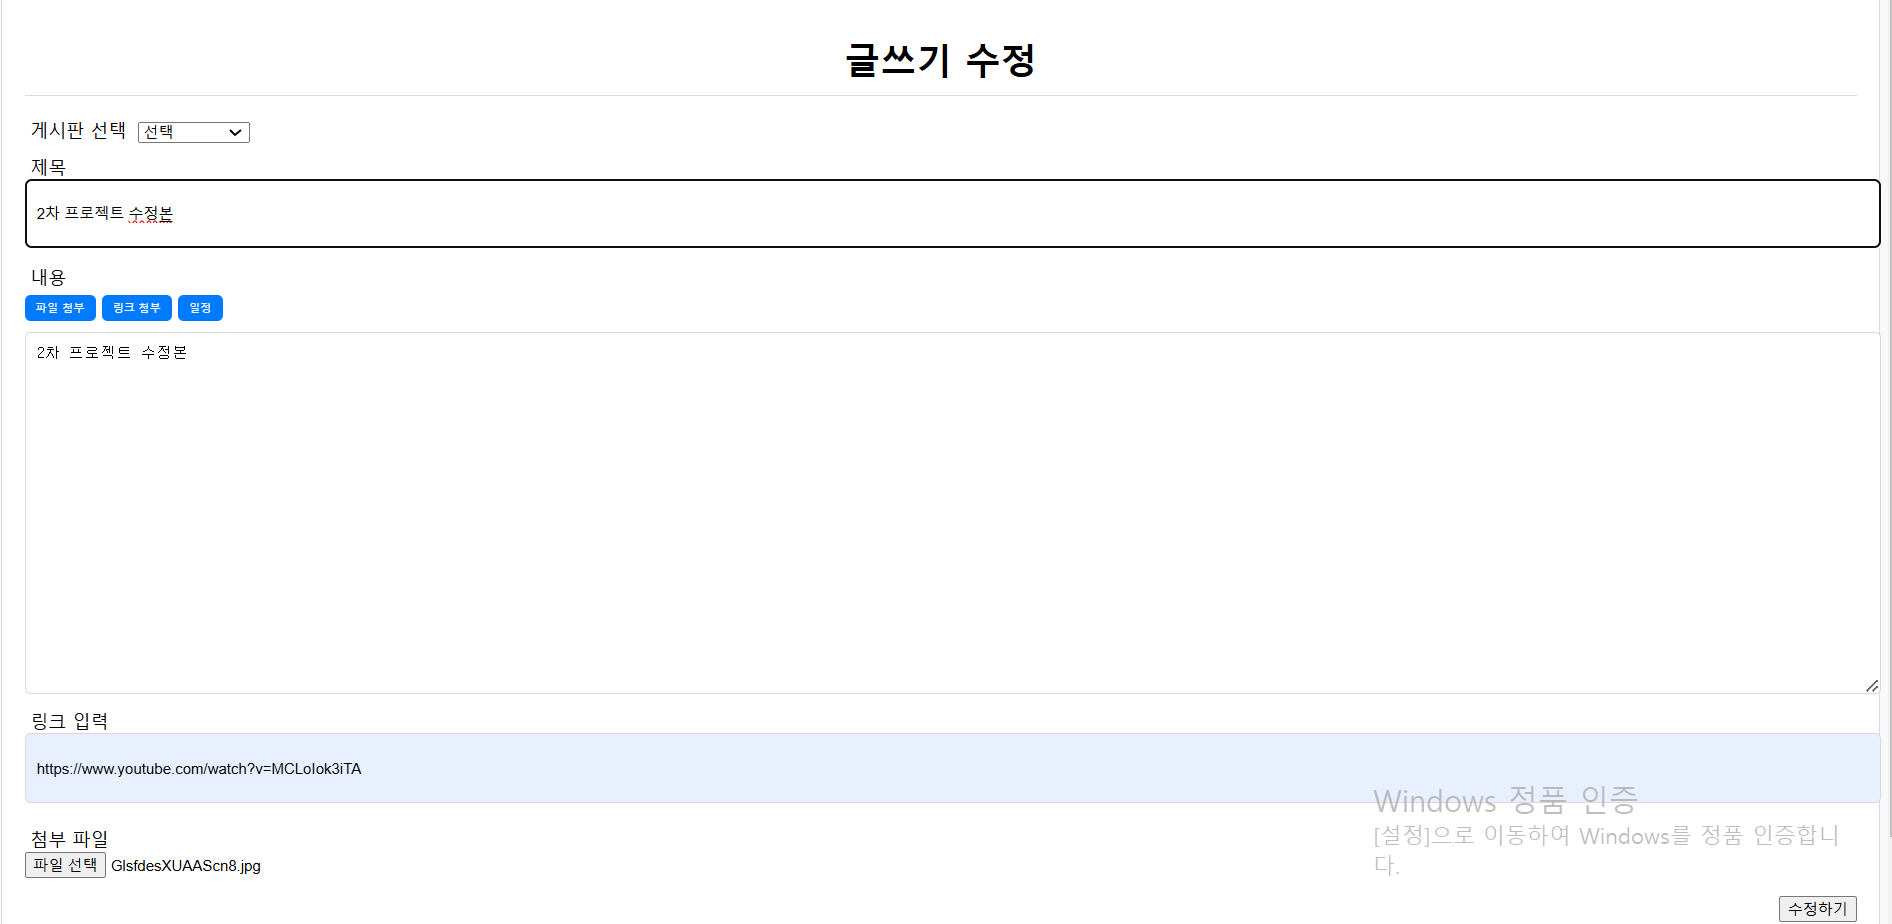 글쓰기 수정
게시판 선택 선택
제목
2차 프로젝트 수정본
내용
파일 첨부 링크 첨부 일정
2차 프로젝트 수정본
링크 입력
https://www.youtube.com/watch?v=MCLoIok3iTA
Windows 정품 인증
[설정]으로 이동하여 Windows를 정품 인증합니
다.
첨부 파일
파일 선택 GlsfdesXUAAScn8.jpg
수정하기